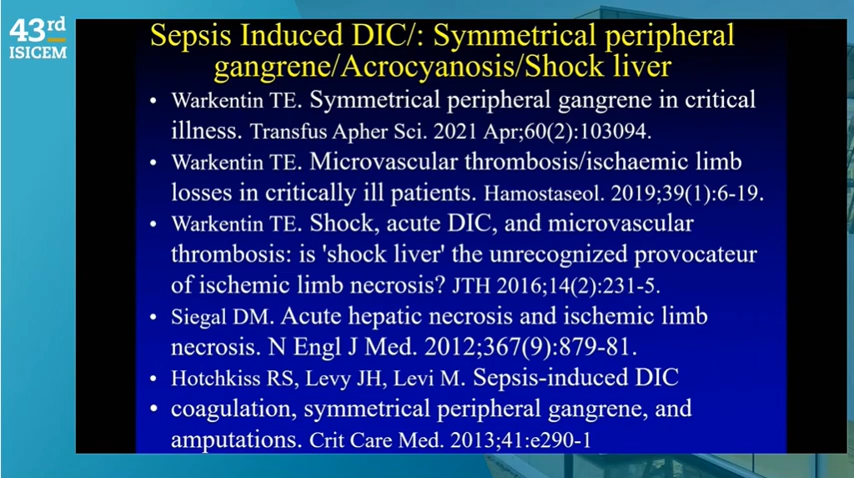 43rd
ISICEM
Sepsis Induced DIC/: Symmetrical peripheral
gangrene/Acrocyanosis/Shock liver
• Warkentin TE. Symmetrical peripheral gangrene in critical
illness. Transfus Apher Sci. 2021 Apr;60(2):103094.
• Warkentin TE. Microvascular thrombosis/ischaemic limb
losses in critically ill patients. Hamostaseol. 2019;39(1):6-19.
• Warkentin TE. Shock, acute DIC, and microvascular
thrombosis: is 'shock liver' the unrecognized provocateur
of ischemic limb necrosis? JTH 2016;14(2):231-5.
• Siegal DM. Acute hepatic necrosis and ischemic limb
necrosis. N Engl J Med. 2012;367(9):879-81.
• Hotchkiss RS, Levy JH, Levi M. Sepsis-induced DIC
• coagulation, symmetrical peripheral gangrene, and
amputations. Crit Care Med. 2013;41:e290-1